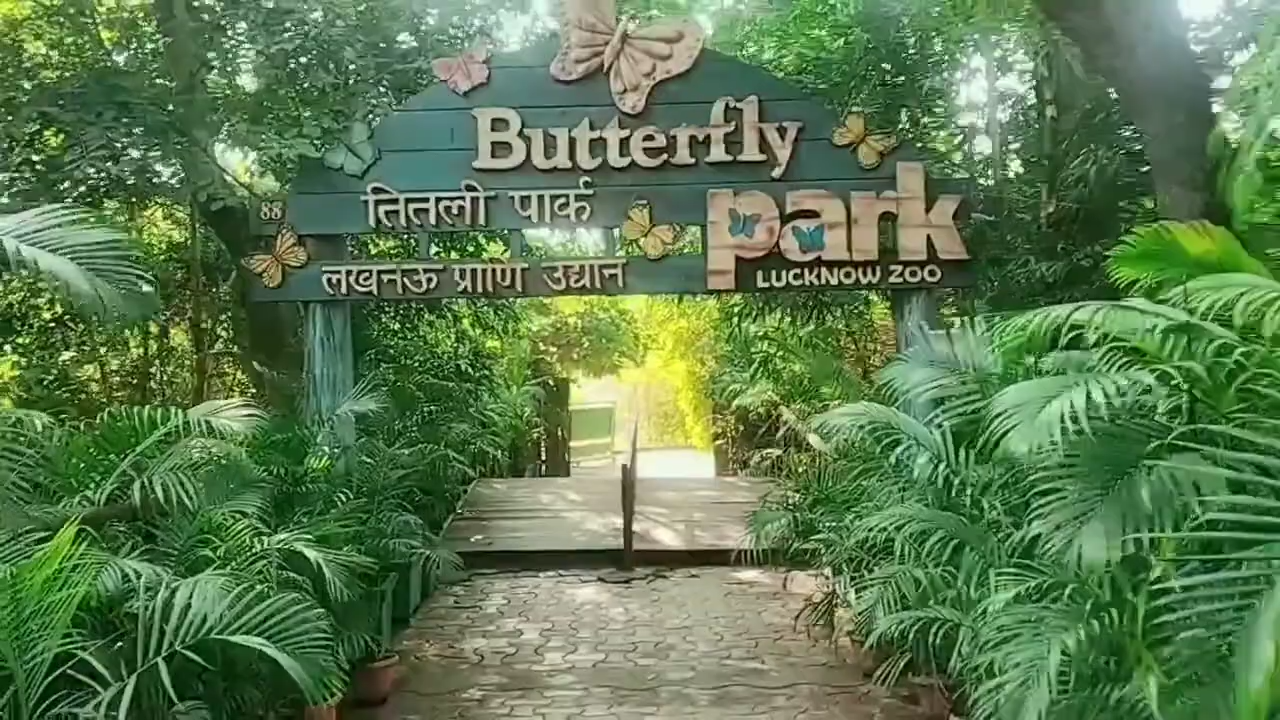 Butterfly
park
तितली पार्क
88
लखनऊ प्राणि उद्यान
LUCKNOW ZOO